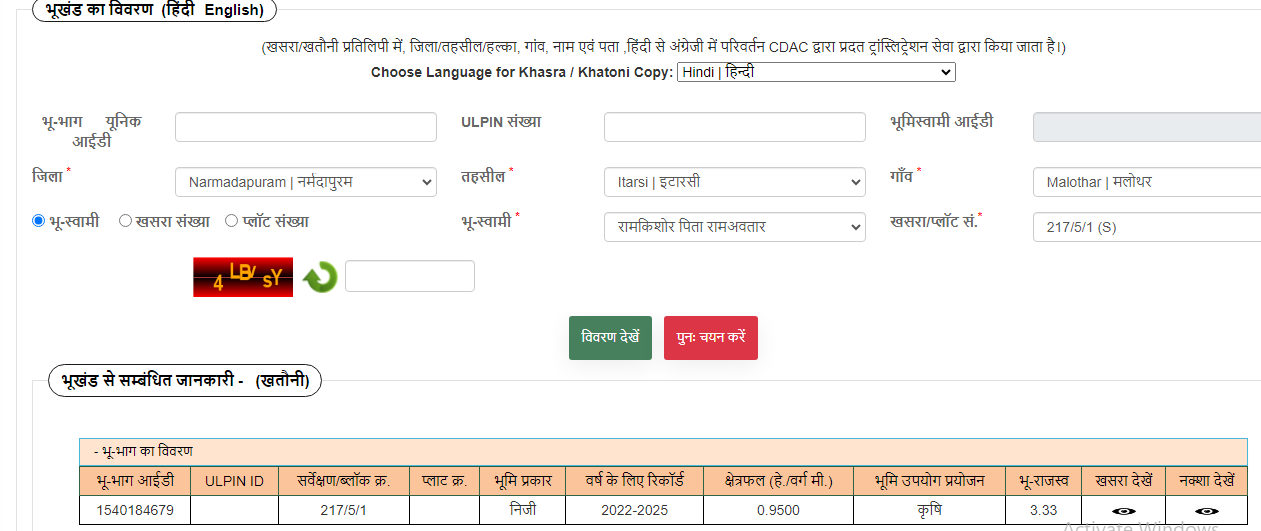 भूखंड का विवरण (हिंदी English)
(खसरा/खतौनी प्रतिलिपी में, जिला/तहसील/हल्का, गांव, नाम एवं पता ,हिंदी से अंग्रेजी में परिवर्तन CDAC द्वारा प्रदत ट्रांस्लिट्रेशन सेवा द्वारा किया जाता है।)
Choose Language for Khasra / Khatoni Copy: Hindi | हिन्दी
भू-भाग यूनिक आईडी ULPIN संख्या भूमिस्वामी आईडी
जिला * Narmadapuram | नर्मदापुरम तहसील * Itarsi | इटारसी गाँव * Malothar | मलोथर
भू-स्वामी खसरा संख्या प्लॉट संख्या भू-स्वामी * रामकिशोर पिता रामअवतार खसरा/प्लॉट सं.* 217/5/1 (S)
4 LBV sY
विवरण देखें पुनः चयन करें
भूखंड से सम्बंधित जानकारी - (खतौनी)
- भू-भाग का विवरण
भू-भाग आईडी ULPIN ID सर्वेक्षण/ब्लॉक क्र. प्लाट क्र. भूमि प्रकार वर्ष के लिए रिकॉर्ड क्षेत्रफल (हे./वर्ग मी.) भूमि उपयोग प्रयोजन भू-राजस्व खसरा देखें नक्शा देखें
1540184679 217/5/1 निजी 2022-2025 0.9500 कृषि 3.33
Activate Windows